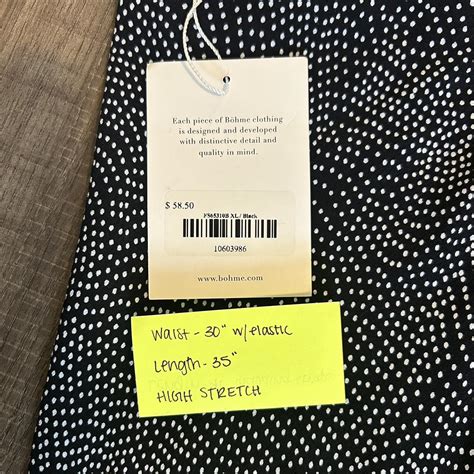 Each piece of Böhme clothing
is designed and developed
with distinctive detail and
quality in mind.
$ 58.50
FS65310B XL / Black
10603986
www.bohme.com
Waist - 30" w/elastic
Length - 35"
HIGH STRETCH